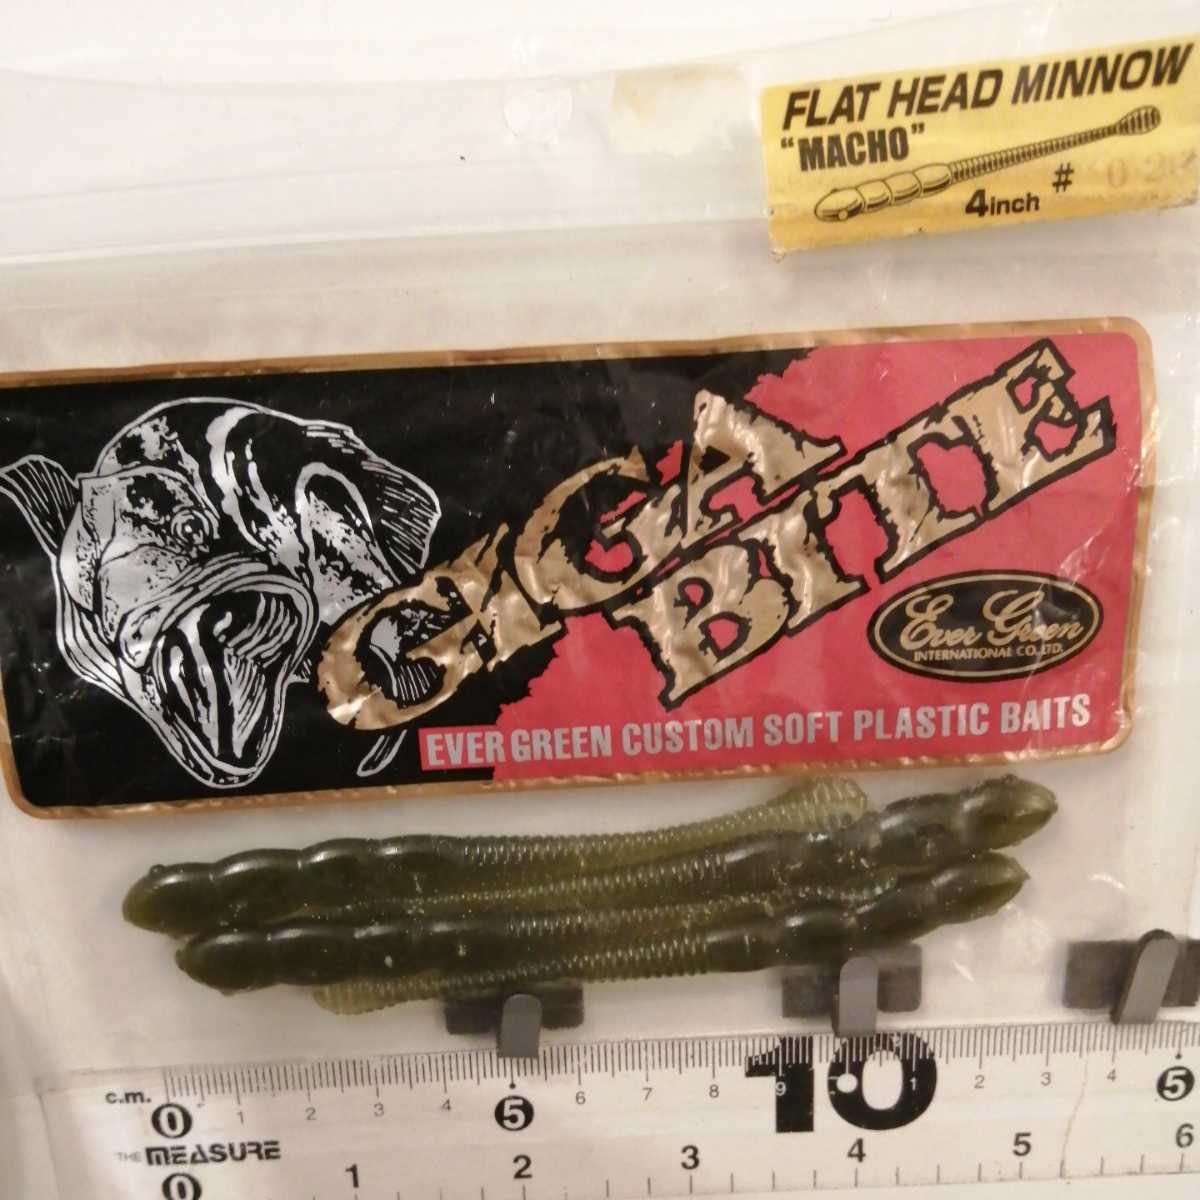 FLAT HEAD MINNOW
"MACHO"
4inch #
GIGA
BITE
Ever Green
INTERNATIONAL CO.,LTD.
EVER GREEN CUSTOM SOFT PLASTIC BAITS
c.m. 0 1 2 3 4 5 6 7 8 9 10 1 2 3 4 5
THE MEASURE
0 1 2 3 4 5 6